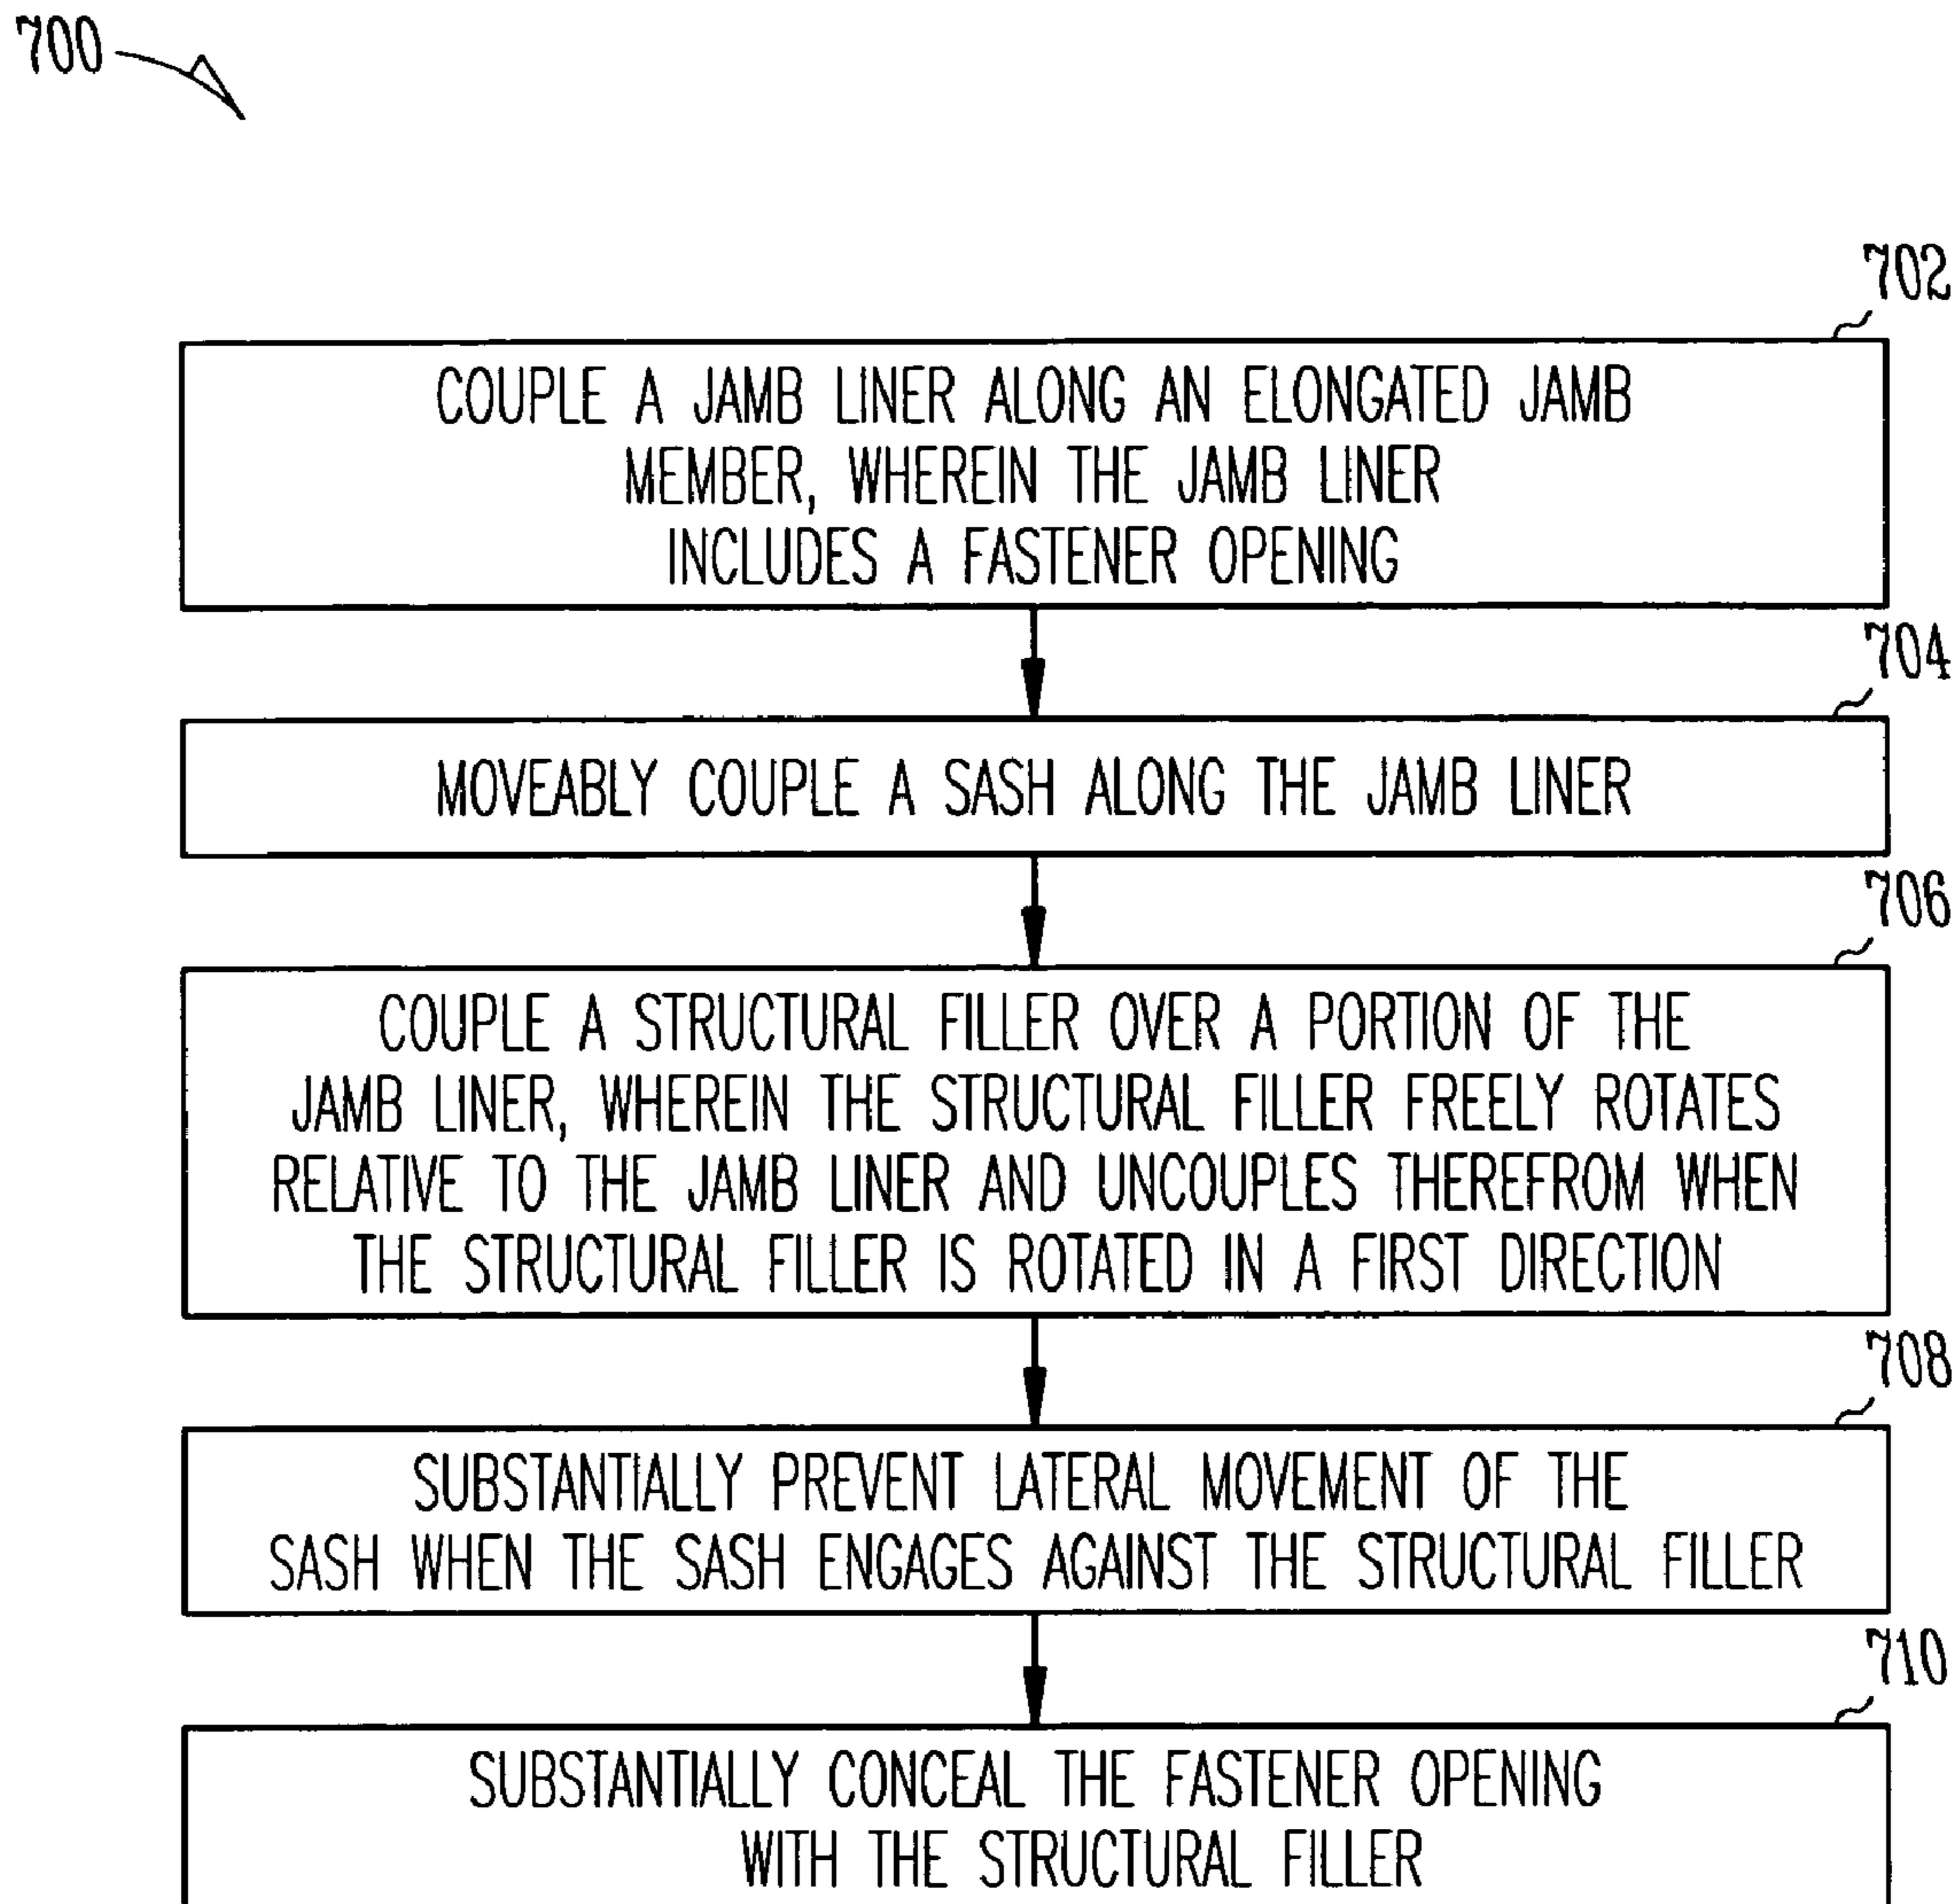 700
702
COUPLE A JAMB LINER ALONG AN ELONGATED JAMB
MEMBER, WHEREIN THE JAMB LINER
INCLUDES A FASTENER OPENING
704
MOVEABLY COUPLE A SASH ALONG THE JAMB LINER
706
COUPLE A STRUCTURAL FILLER OVER A PORTION OF THE
JAMB LINER, WHEREIN THE STRUCTURAL FILLER FREELY ROTATES
RELATIVE TO THE JAMB LINER AND UNCOUPLES THEREFROM WHEN
THE STRUCTURAL FILLER IS ROTATED IN A FIRST DIRECTION
708
SUBSTANTIALLY PREVENT LATERAL MOVEMENT OF THE
SASH WHEN THE SASH ENGAGES AGAINST THE STRUCTURAL FILLER
710
SUBSTANTIALLY CONCEAL THE FASTENER OPENING
WITH THE STRUCTURAL FILLER